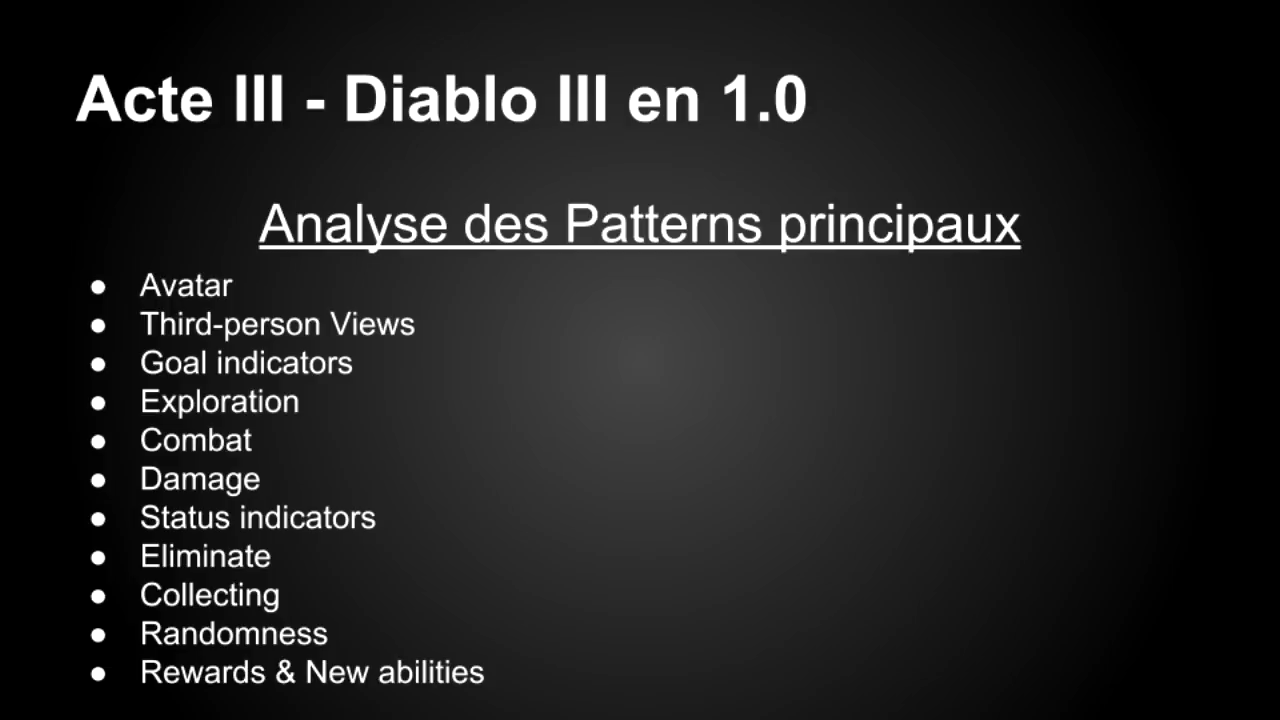 Acte III - Diablo III en 1.0
Analyse des Patterns principaux
● Avatar
● Third-person Views
● Goal indicators
● Exploration
● Combat
● Damage
● Status indicators
● Eliminate
● Collecting
● Randomness
● Rewards & New abilities